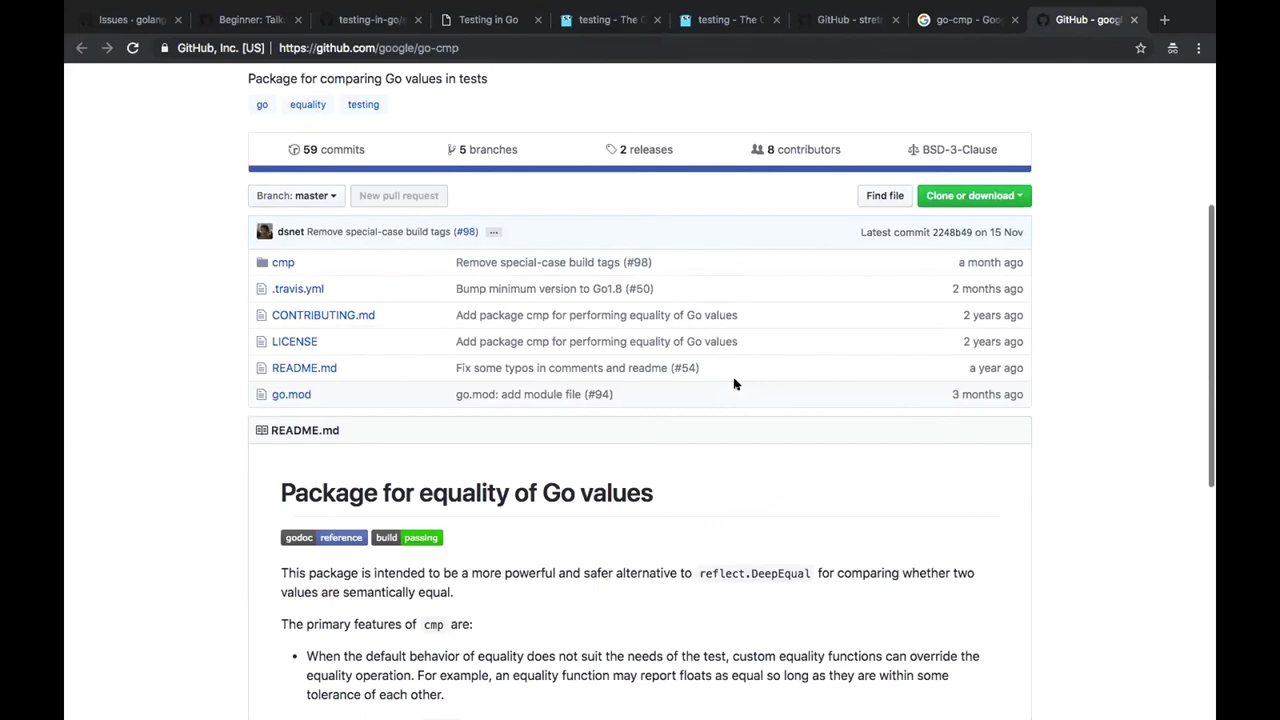 Issues · golang
Beginner: Talk:
testing-in-go/s
Testing in Go
testing - The G
testing - The G
GitHub - stret
go-cmp - Goo
GitHub - goog
GitHub, Inc. [US] | https://github.com/google/go-cmp
Package for comparing Go values in tests
go equality testing
59 commits 5 branches 2 releases 8 contributors BSD-3-Clause
Branch: master New pull request Find file Clone or download
dsnet Remove special-case build tags (#98) ... Latest commit 2248b49 on 15 Nov
cmp Remove special-case build tags (#98) a month ago
.travis.yml Bump minimum version to Go1.8 (#50) 2 months ago
CONTRIBUTING.md Add package cmp for performing equality of Go values 2 years ago
LICENSE Add package cmp for performing equality of Go values 2 years ago
README.md Fix some typos in comments and readme (#54) a year ago
go.mod go.mod: add module file (#94) 3 months ago
README.md
Package for equality of Go values
godoc reference build passing
This package is intended to be a more powerful and safer alternative to reflect.DeepEqual for comparing whether two
values are semantically equal.
The primary features of cmp are:
• When the default behavior of equality does not suit the needs of the test, custom equality functions can override the
equality operation. For example, an equality function may report floats as equal so long as they are within some
tolerance of each other.